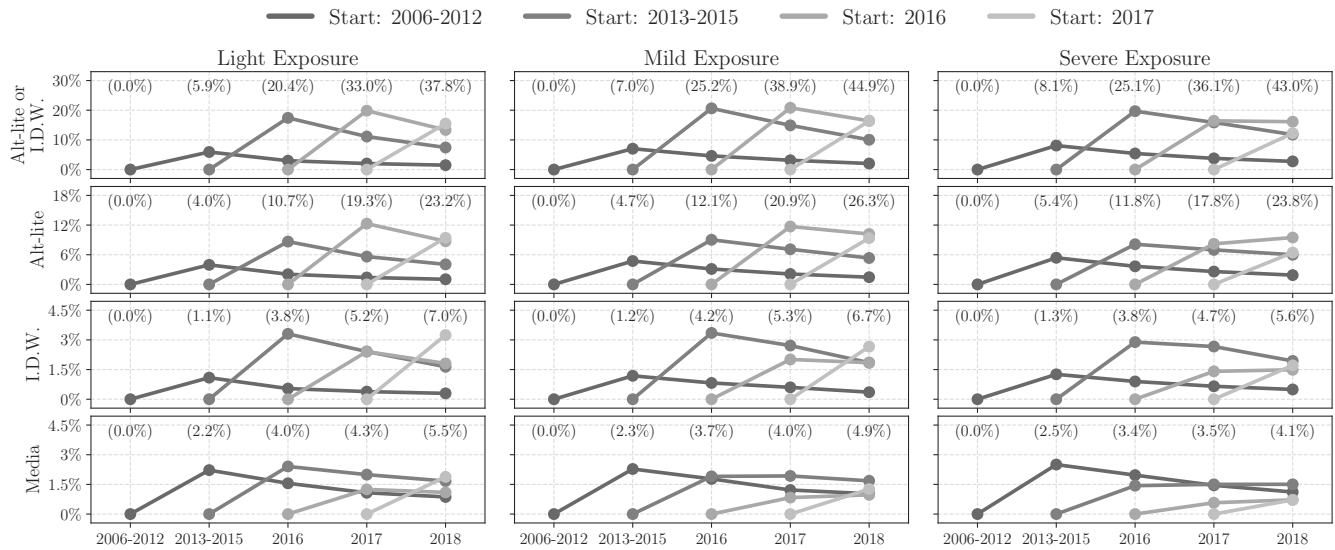 Start: 2006-2012 Start: 2013-2015 Start: 2016 Start: 2017
Light Exposure Mild Exposure Severe Exposure
Alt-lite or
I.D.W.
30%
20%
10%
0%
(0.0%) (5.9%) (20.4%) (33.0%) (37.8%)
(0.0%) (7.0%) (25.2%) (38.9%) (44.9%)
(0.0%) (8.1%) (25.1%) (36.1%) (43.0%)
Alt-lite
18%
12%
6%
0%
(0.0%) (4.0%) (10.7%) (19.3%) (23.2%)
(0.0%) (4.7%) (12.1%) (20.9%) (26.3%)
(0.0%) (5.4%) (11.8%) (17.8%) (23.8%)
I.D.W.
4.5%
3%
1.5%
0%
(0.0%) (1.1%) (3.8%) (5.2%) (7.0%)
(0.0%) (1.2%) (4.2%) (5.3%) (6.7%)
(0.0%) (1.3%) (3.8%) (4.7%) (5.6%)
Media
4.5%
3%
1.5%
0%
(0.0%) (2.2%) (4.0%) (4.3%) (5.5%)
(0.0%) (2.3%) (3.7%) (4.0%) (4.9%)
(0.0%) (2.5%) (3.4%) (3.5%) (4.1%)
2006-2012 2013-2015 2016 2017 2018
2006-2012 2013-2015 2016 2017 2018
2006-2012 2013-2015 2016 2017 2018